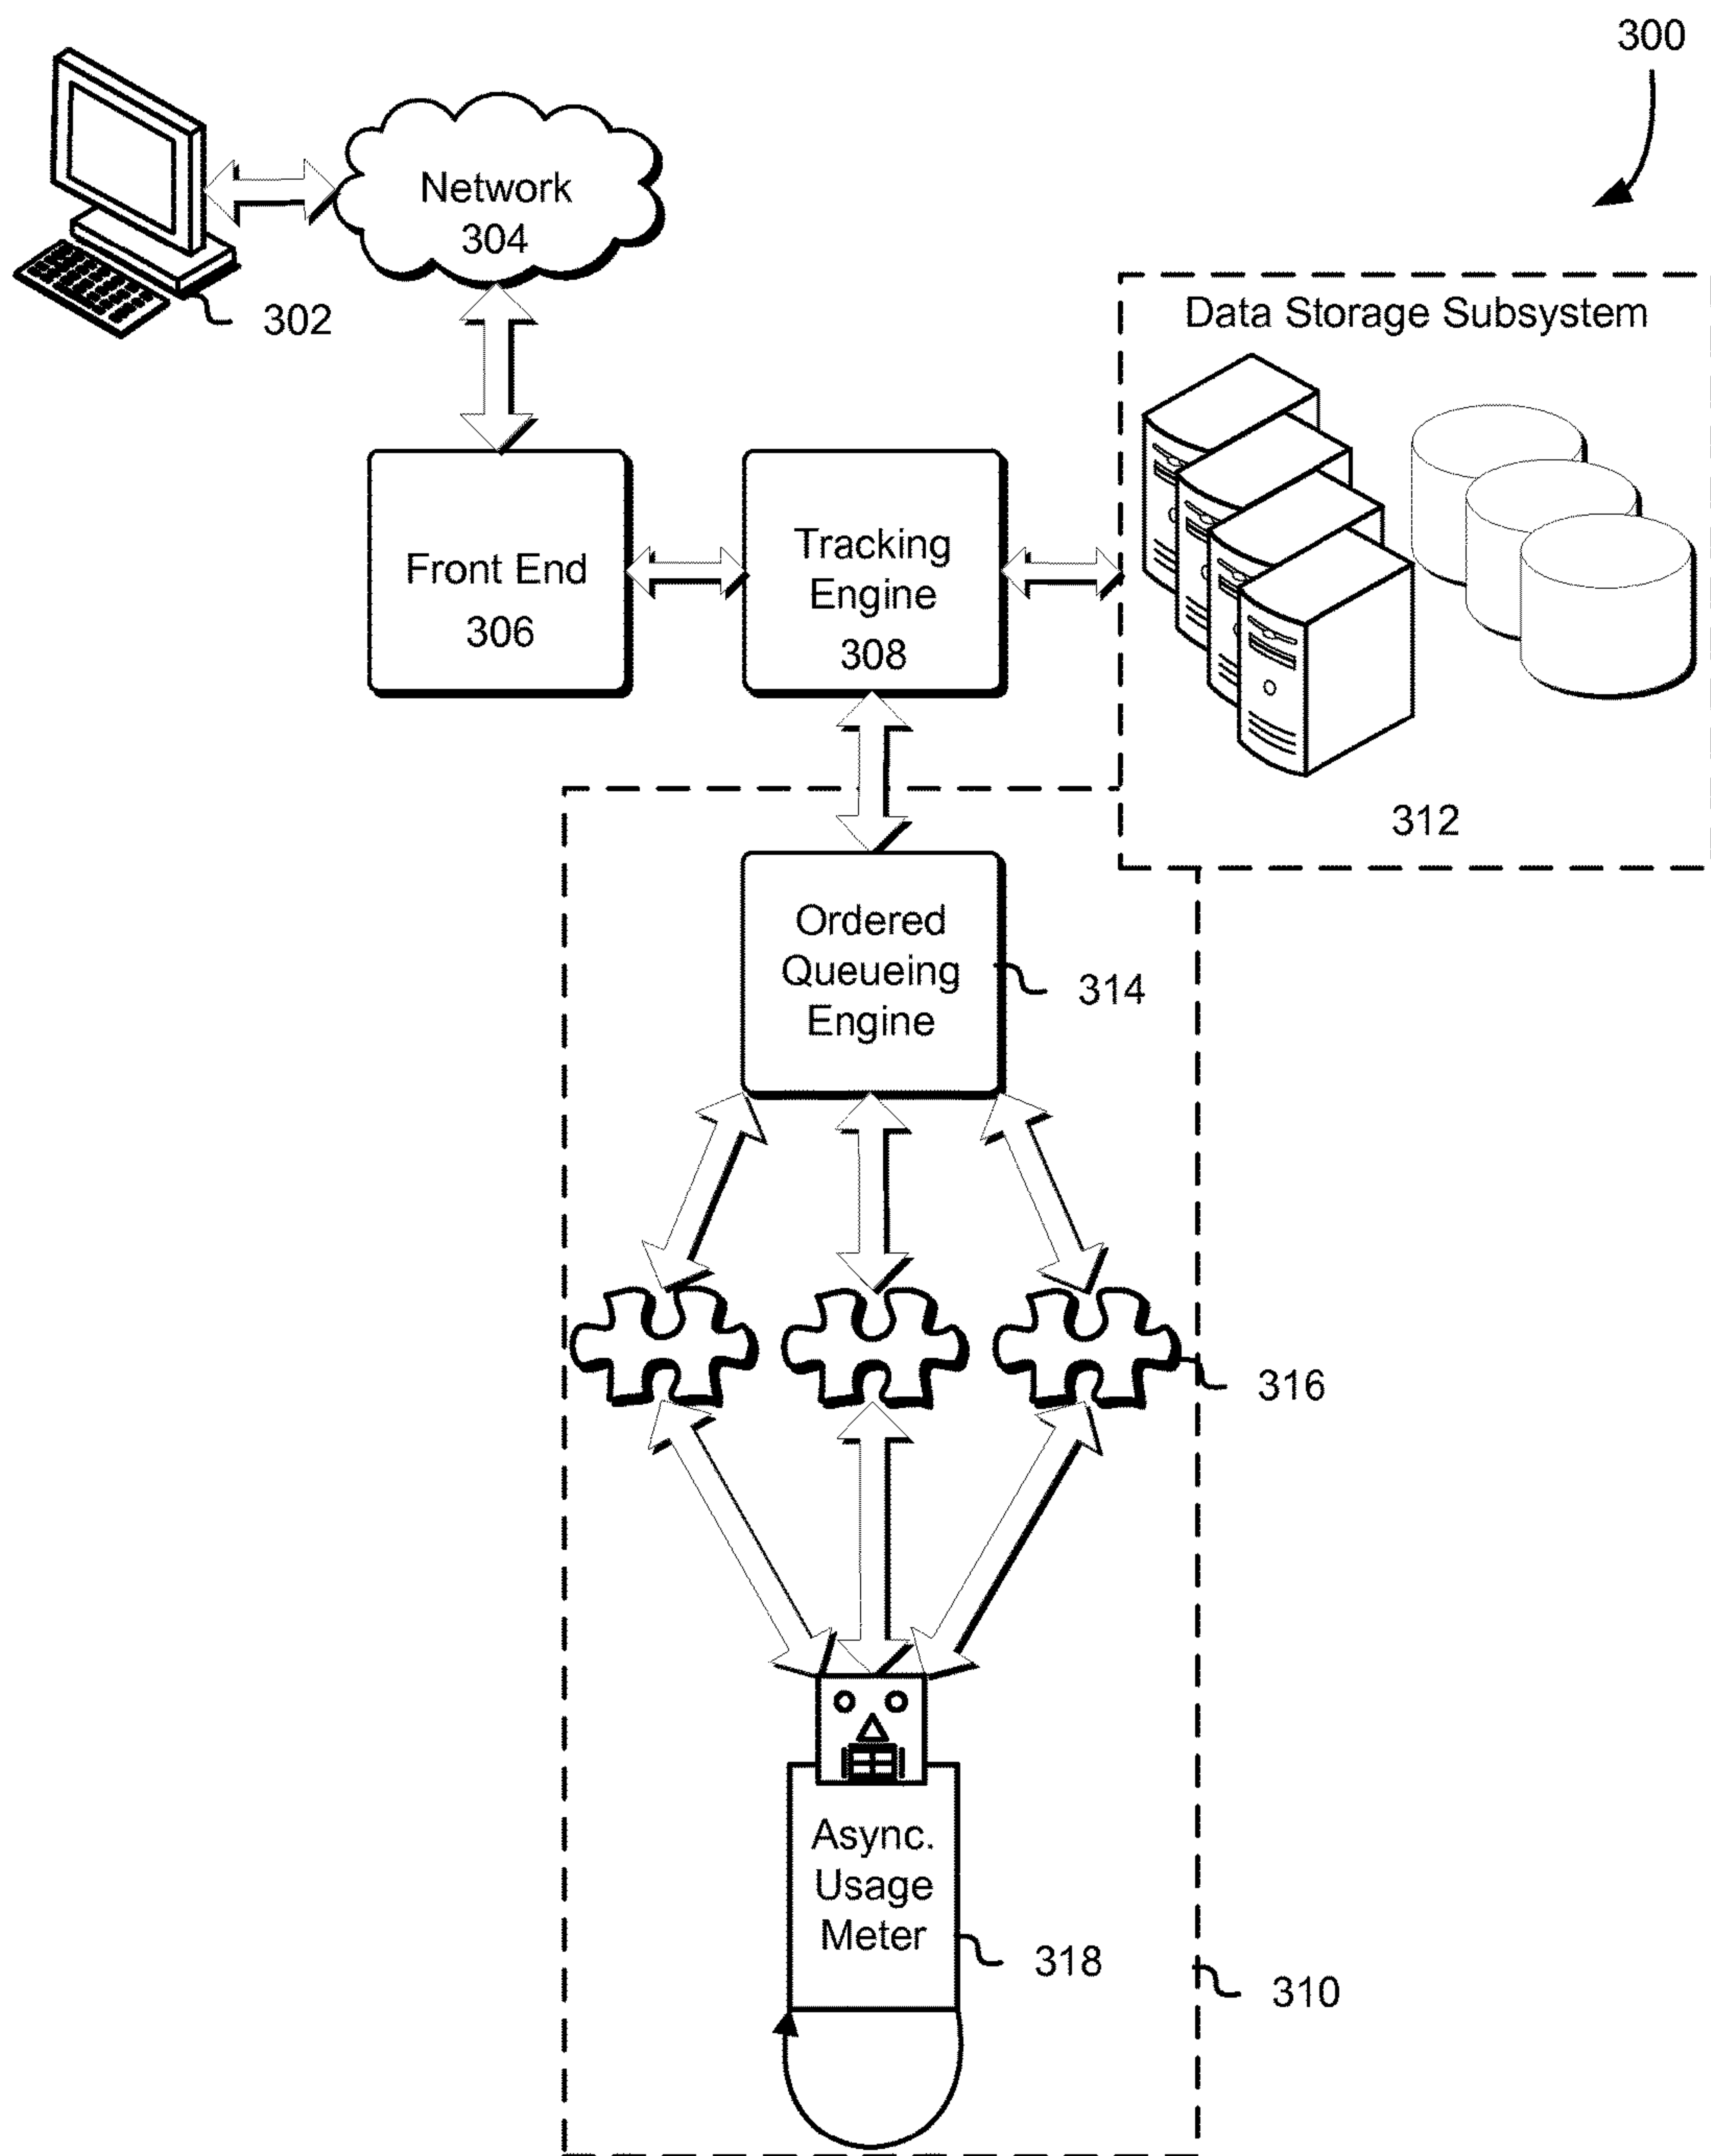 300
Network
304
302
Data Storage Subsystem
Front End
306
Tracking
Engine
308
312
Ordered
Queueing
Engine
314
316
Async.
Usage
Meter
318
310